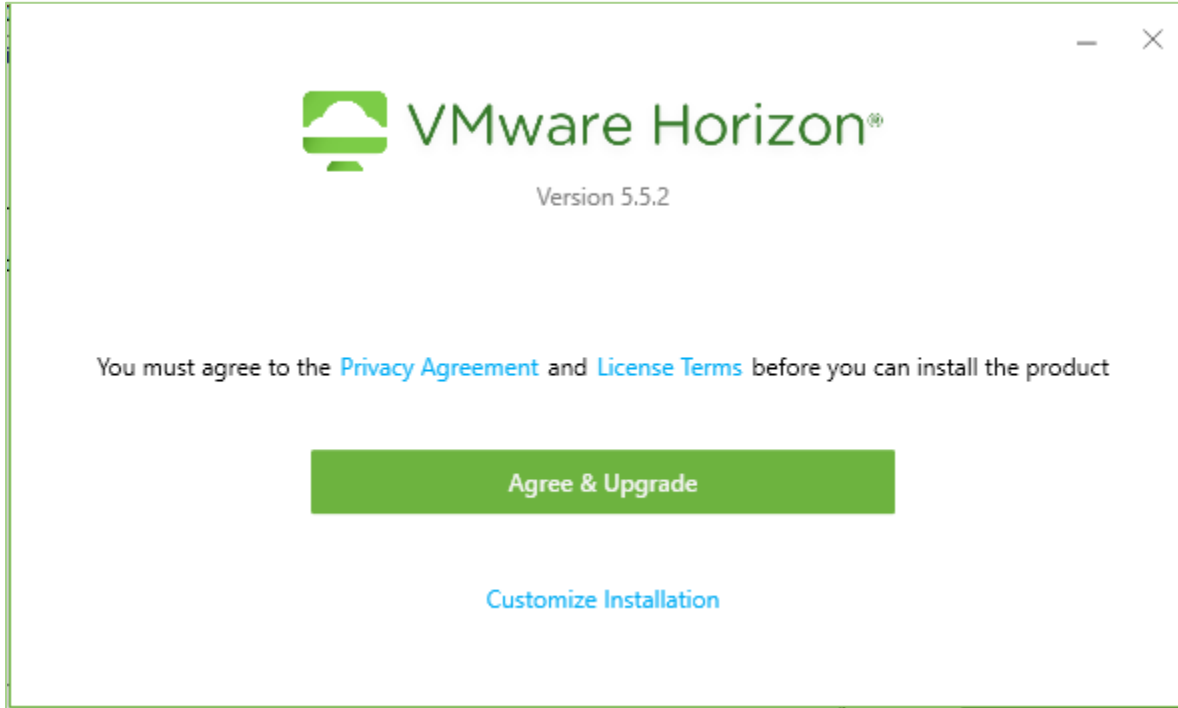 VMware Horizon®
Version 5.5.2
You must agree to the Privacy Agreement and License Terms before you can install the product
Agree & Upgrade
Customize Installation